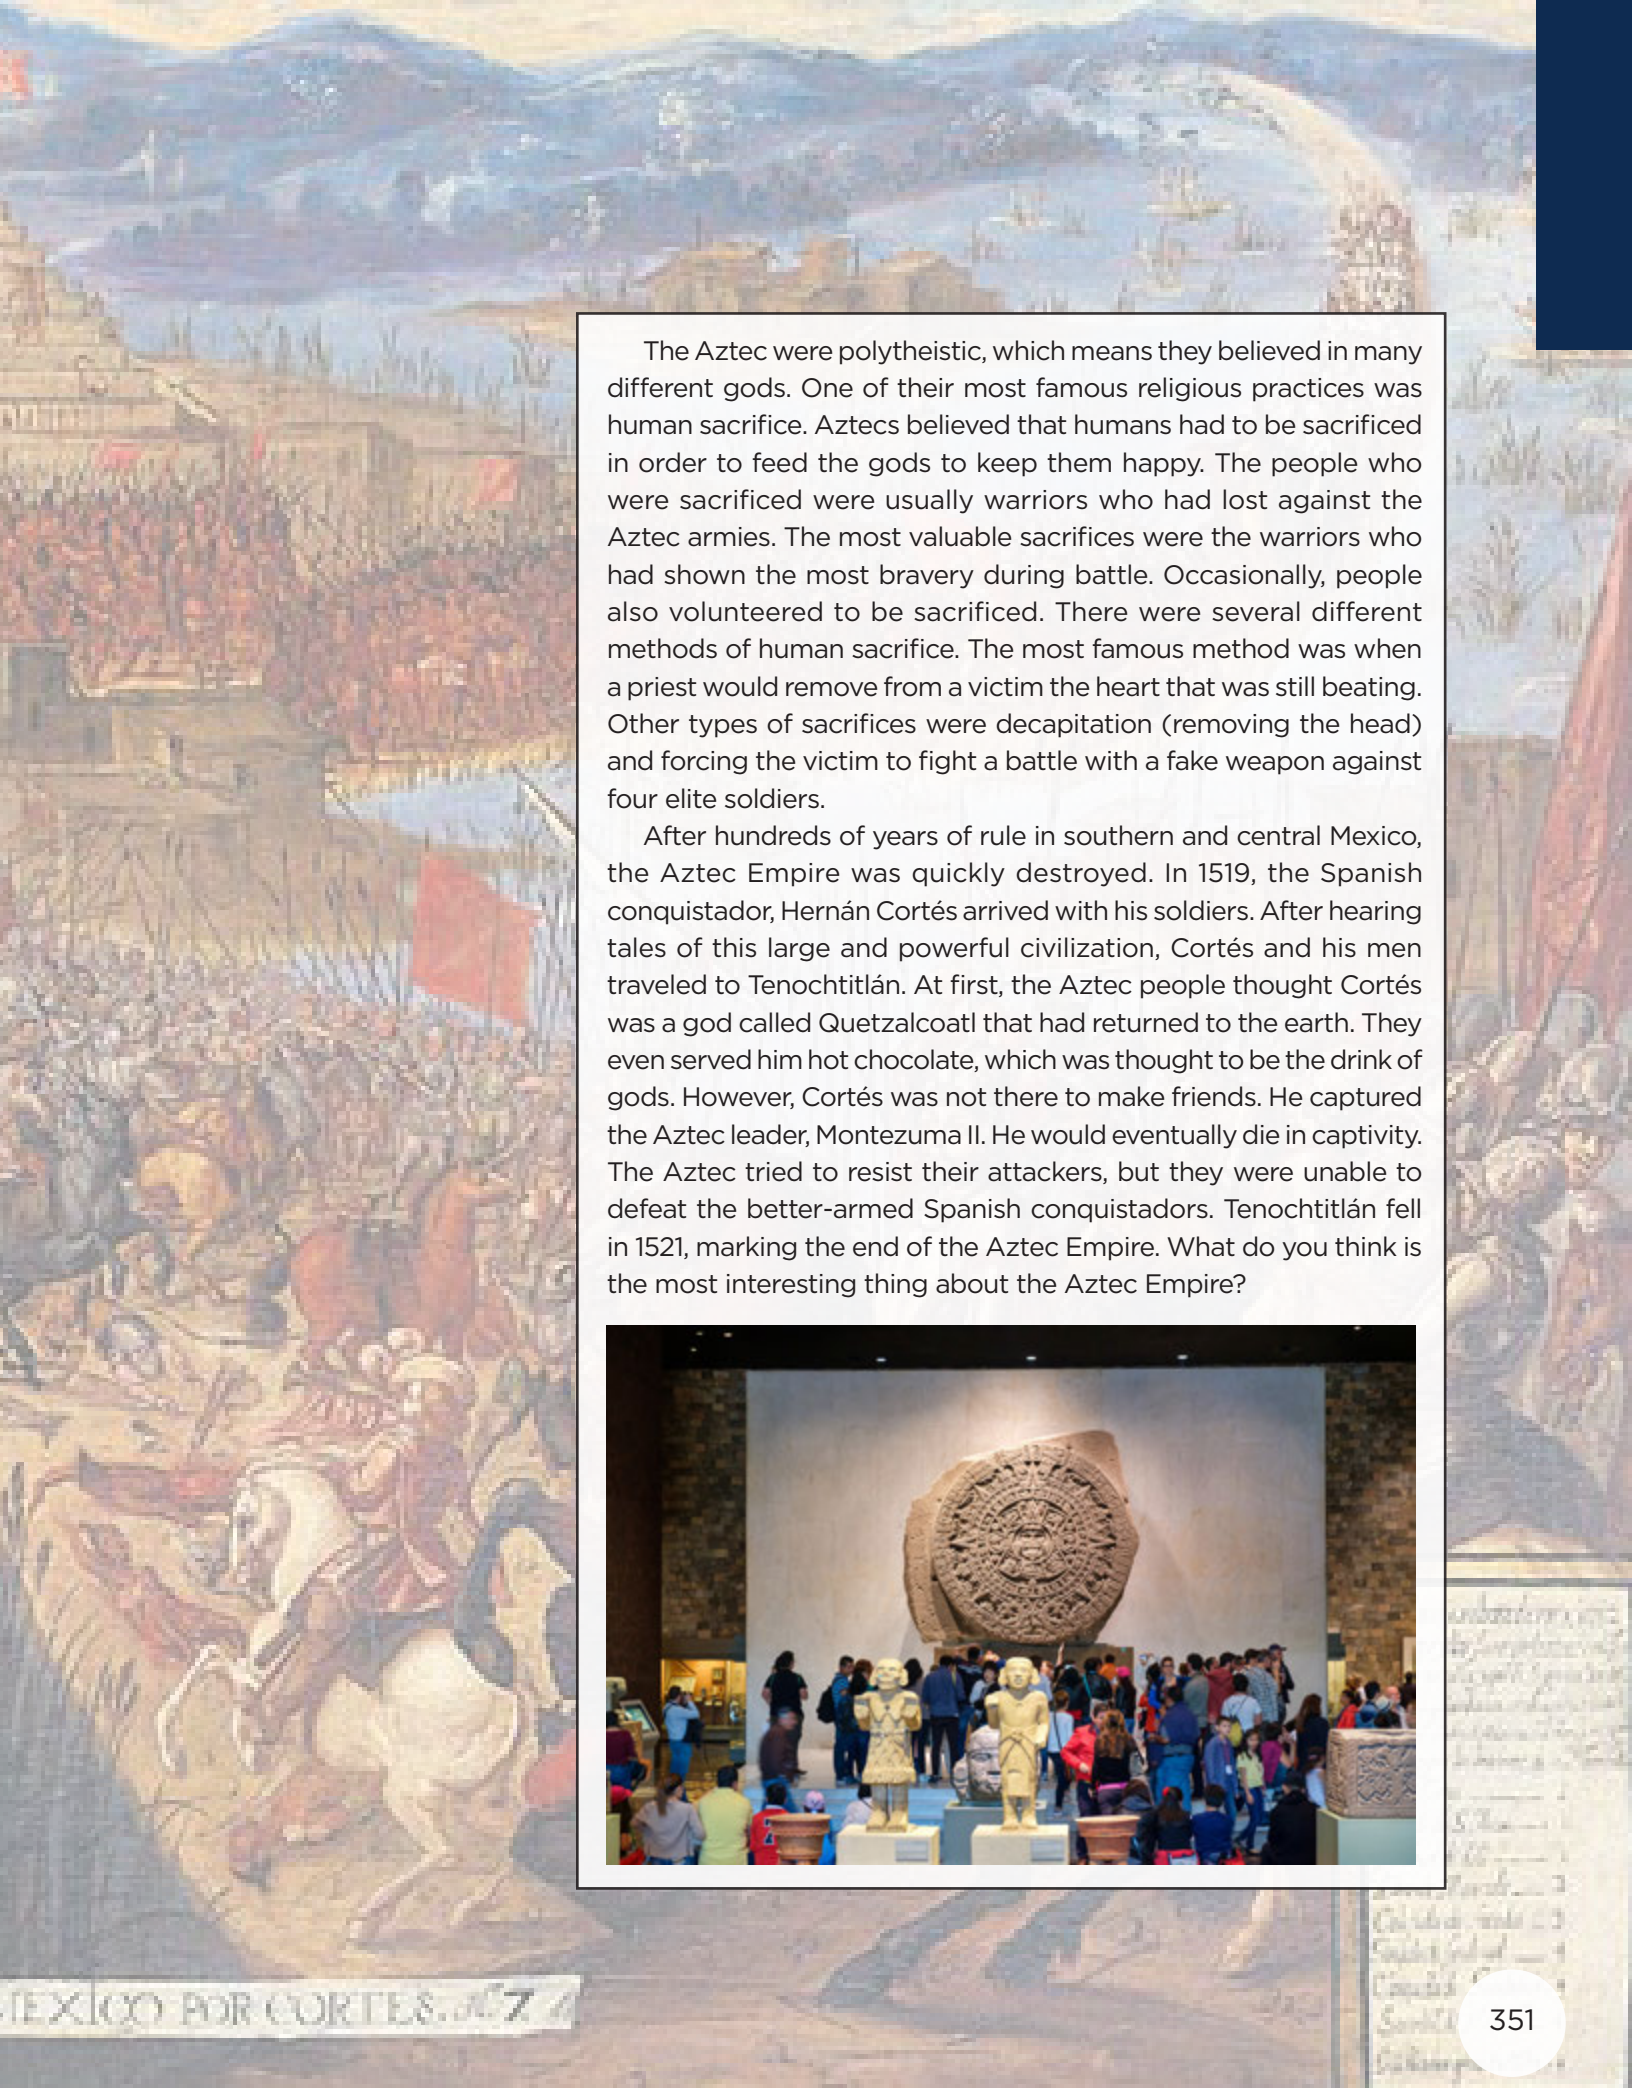 The Aztec were polytheistic, which means they believed in many
different gods. One of their most famous religious practices was
human sacrifice. Aztecs believed that humans had to be sacrificed
in order to feed the gods to keep them happy. The people who
were sacrificed were usually warriors who had lost against the
Aztec armies. The most valuable sacrifices were the warriors who
had shown the most bravery during battle. Occasionally, people
also volunteered to be sacrificed. There were several different
methods of human sacrifice. The most famous method was when
a priest would remove from a victim the heart that was still beating.
Other types of sacrifices were decapitation (removing the head)
and forcing the victim to fight a battle with a fake weapon against
four elite soldiers.
After hundreds of years of rule in southern and central Mexico,
the Aztec Empire was quickly destroyed. In 1519, the Spanish
conquistador, Hernán Cortés arrived with his soldiers. After hearing
tales of this large and powerful civilization, Cortés and his men
traveled to Tenochtitlán. At first, the Aztec people thought Cortés
was a god called Quetzalcoatl that had returned to the earth. They
even served him hot chocolate, which was thought to be the drink of
gods. However, Cortés was not there to make friends. He captured
the Aztec leader, Montezuma II. He would eventually die in captivity.
The Aztec tried to resist their attackers, but they were unable to
defeat the better-armed Spanish conquistadors. Tenochtitlán fell
in 1521, marking the end of the Aztec Empire. What do you think is
the most interesting thing about the Aztec Empire?
POR CORTES.
351